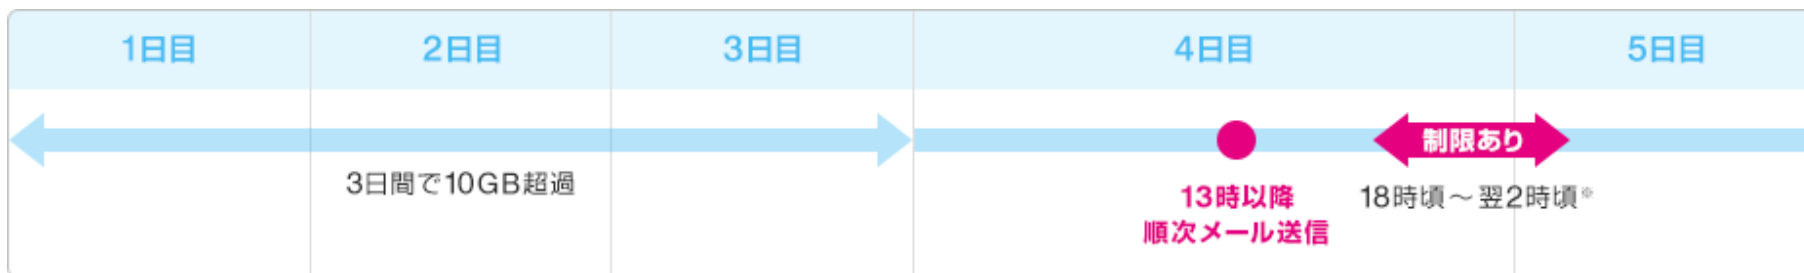 1日目
2日目
3日目
4日目
5日目
3日間で10GB超過
13時以降
順次メール送信
制限あり
18時頃～翌2時頃※